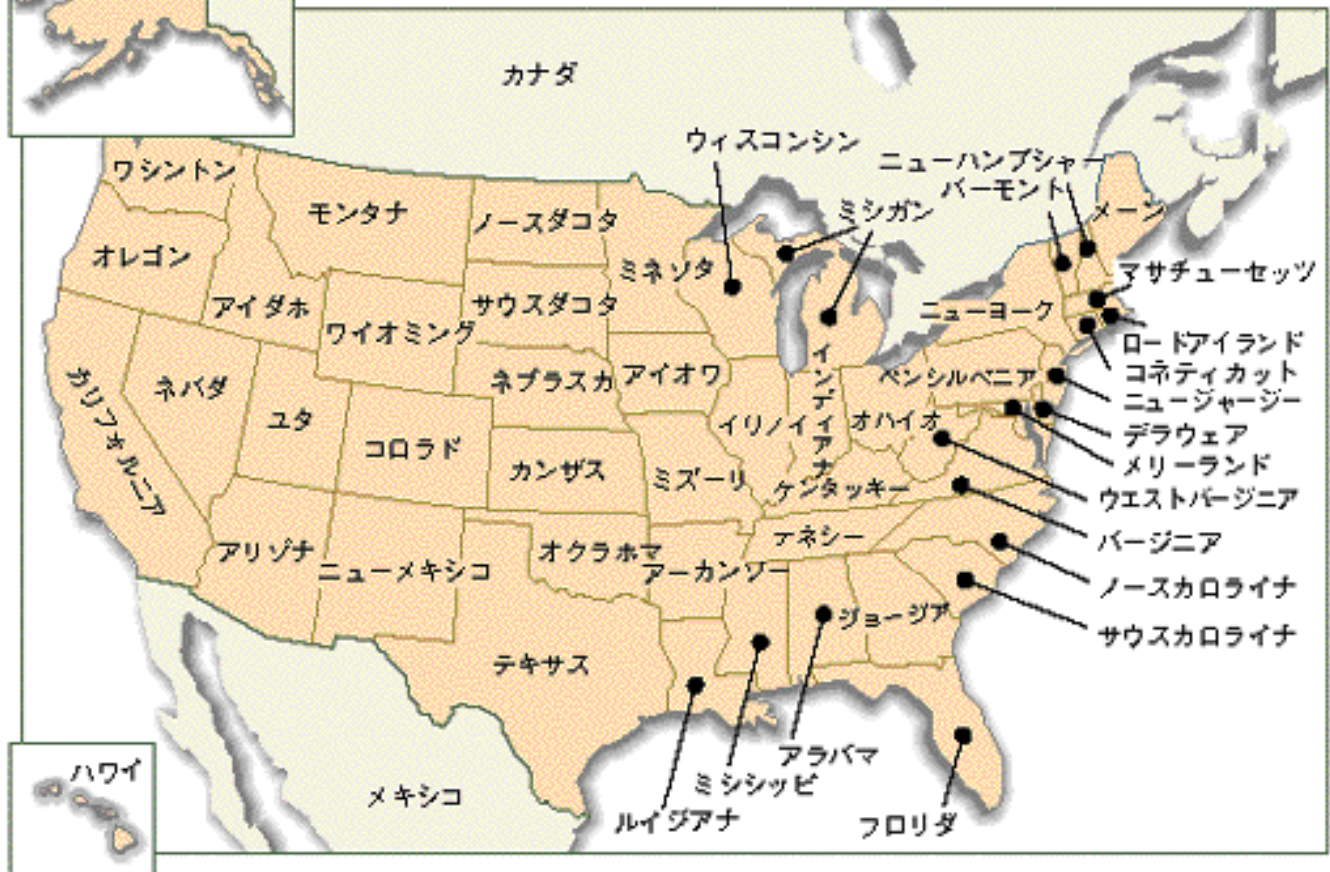 カナダ
ウィスコンシン
ニューハンプシャー
バーモント
ワシントン
モンタナ
ノースダコタ
ミシガン
メーン
オレゴン
ミネソタ
マサチューセッツ
アイダホ
サウスダコタ
ニューヨーク
ワイオミング
ロードアイランド
カリフォルニア
ネバダ
ネブラスカ
アイオワ
インディアナ
ペンシルベニア
コネティカット
ニュージャージー
ユタ
コロラド
イリノイ
オハイオ
デラウェア
カンザス
ミズーリ
ケンタッキー
メリーランド
ウエストバージニア
アリゾナ
ニューメキシコ
オクラホマ
テネシー
バージニア
アーカンソー
ノースカロライナ
ジョージア
サウスカロライナ
テキサス
アラバマ
ミシシッピ
ハワイ
メキシコ
ルイジアナ
フロリダ